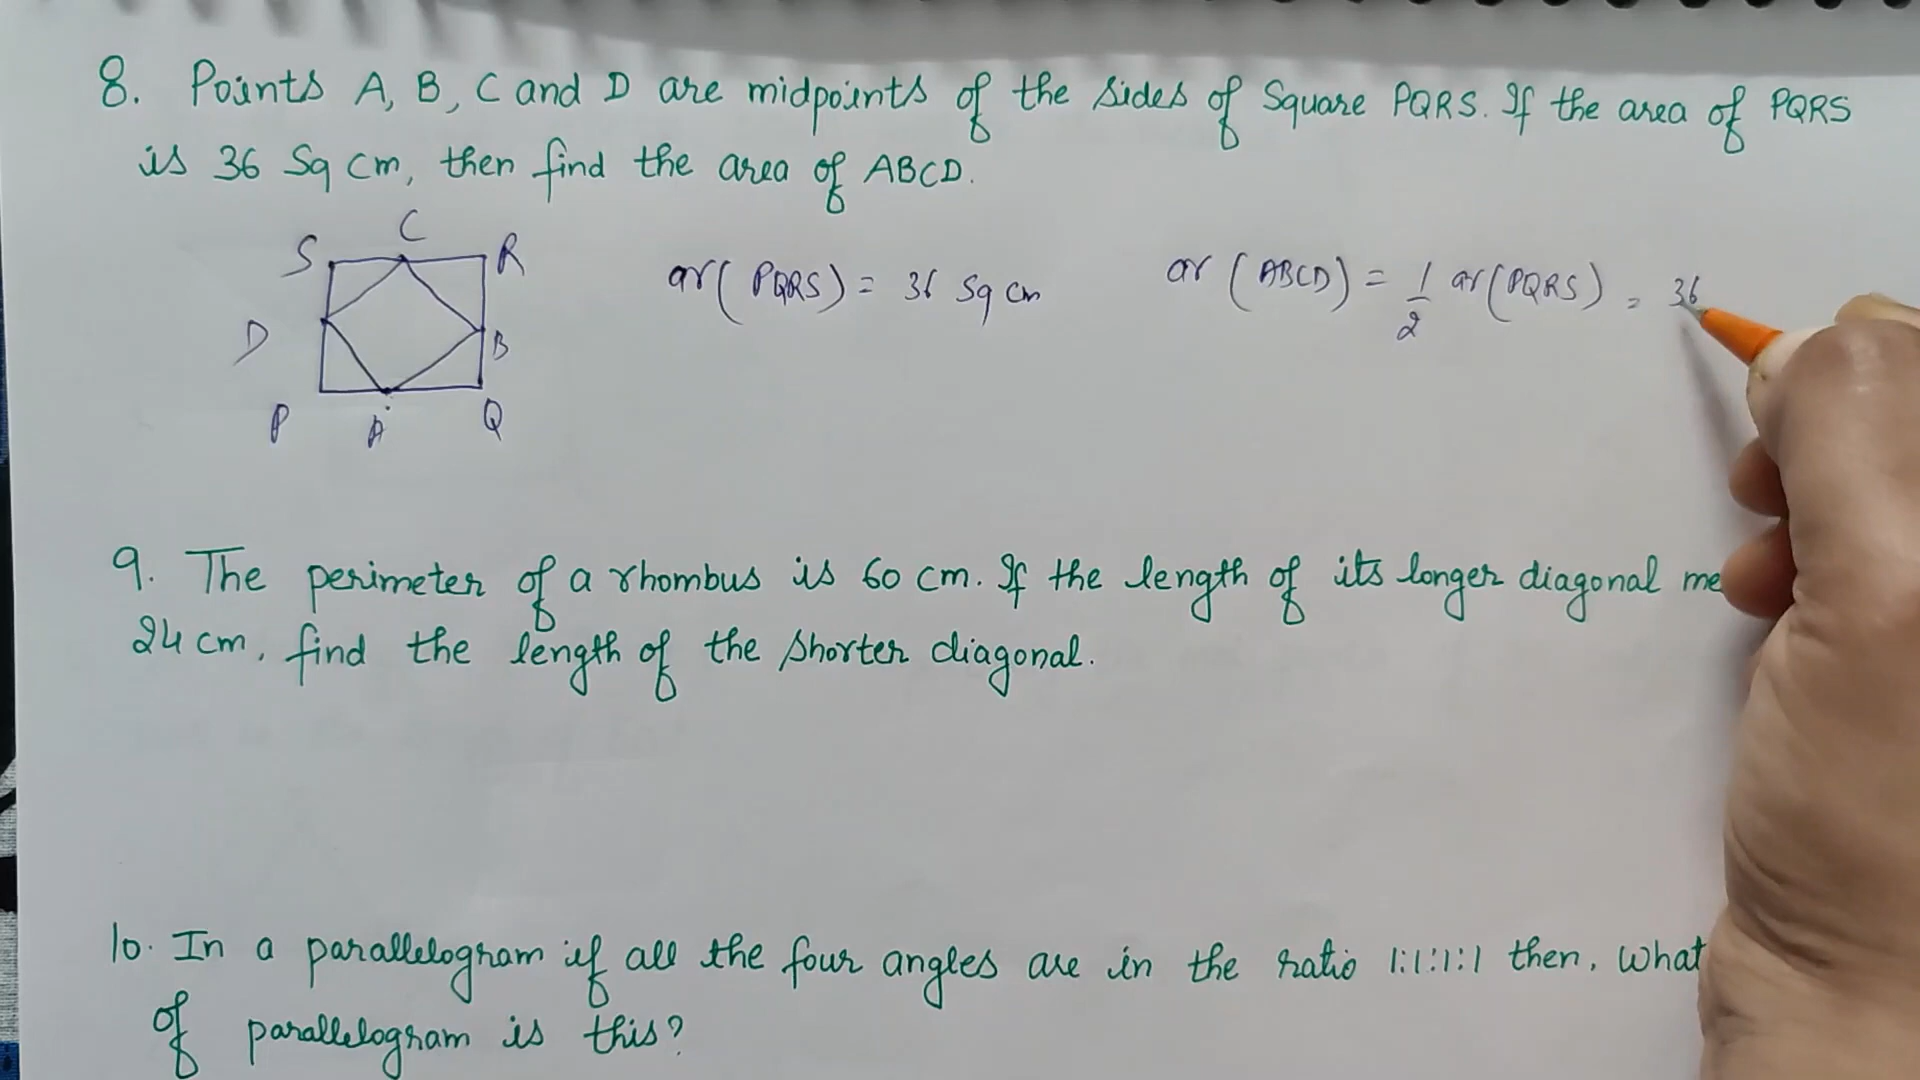 8. Points A, B, C and D are midpoints of the sides of Square PQRS. If the area of PQRS
is 36 Sq cm, then find the area of ABCD.
S C R
ar(PQRS) = 36 Sq cm
ar(ABCD) = 1/2 ar(PQRS) = 36
D B
P A Q
9. The perimeter of a rhombus is 60 cm. If the length of its longer diagonal me
24 cm, find the length of the shorter diagonal.
10. In a parallelogram if all the four angles are in the ratio 1:1:1:1 then, what
of parallelogram is this?